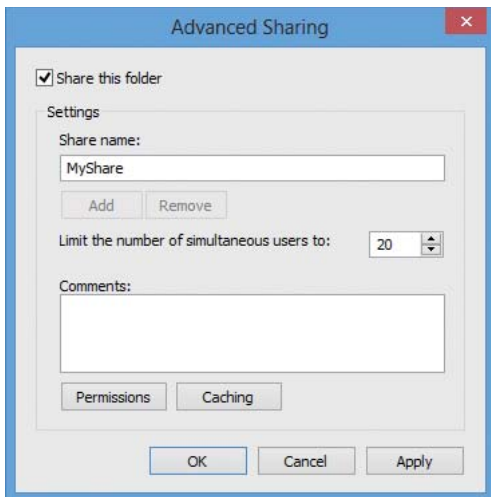 Advanced Sharing
Share this folder
Settings
Share name:
MyShare
Add Remove
Limit the number of simultaneous users to: 20
Comments:
Permissions Caching
OK Cancel Apply